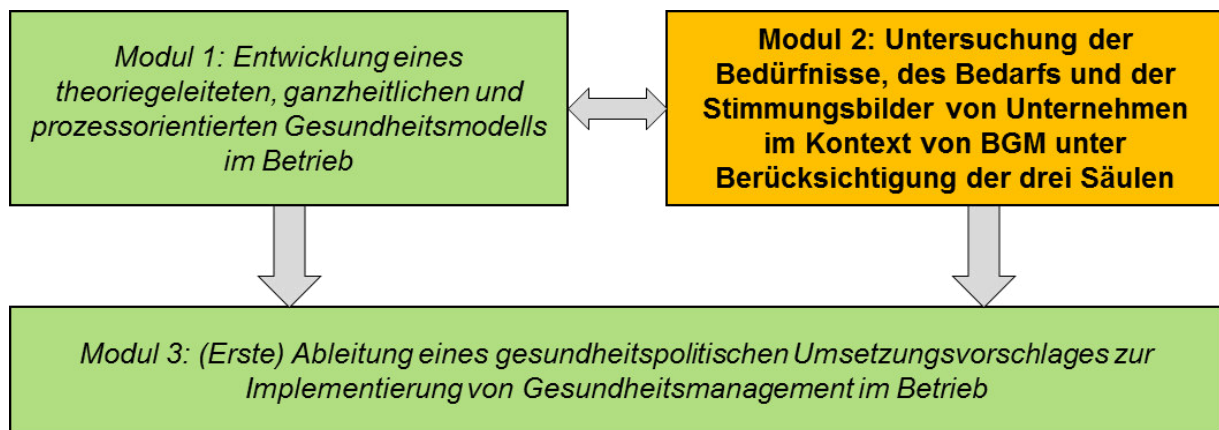 Modul 1: Entwicklung eines
theoriegeleiteten, ganzheitlichen und
prozessorientierten Gesundheitsmodells
im Betrieb
Modul 2: Untersuchung der
Bedürfnisse, des Bedarfs und der
Stimmungsbilder von Unternehmen
im Kontext von BGM unter
Berücksichtigung der drei Säulen
Modul 3: (Erste) Ableitung eines gesundheitspolitischen Umsetzungsvorschlages zur
Implementierung von Gesundheitsmanagement im Betrieb